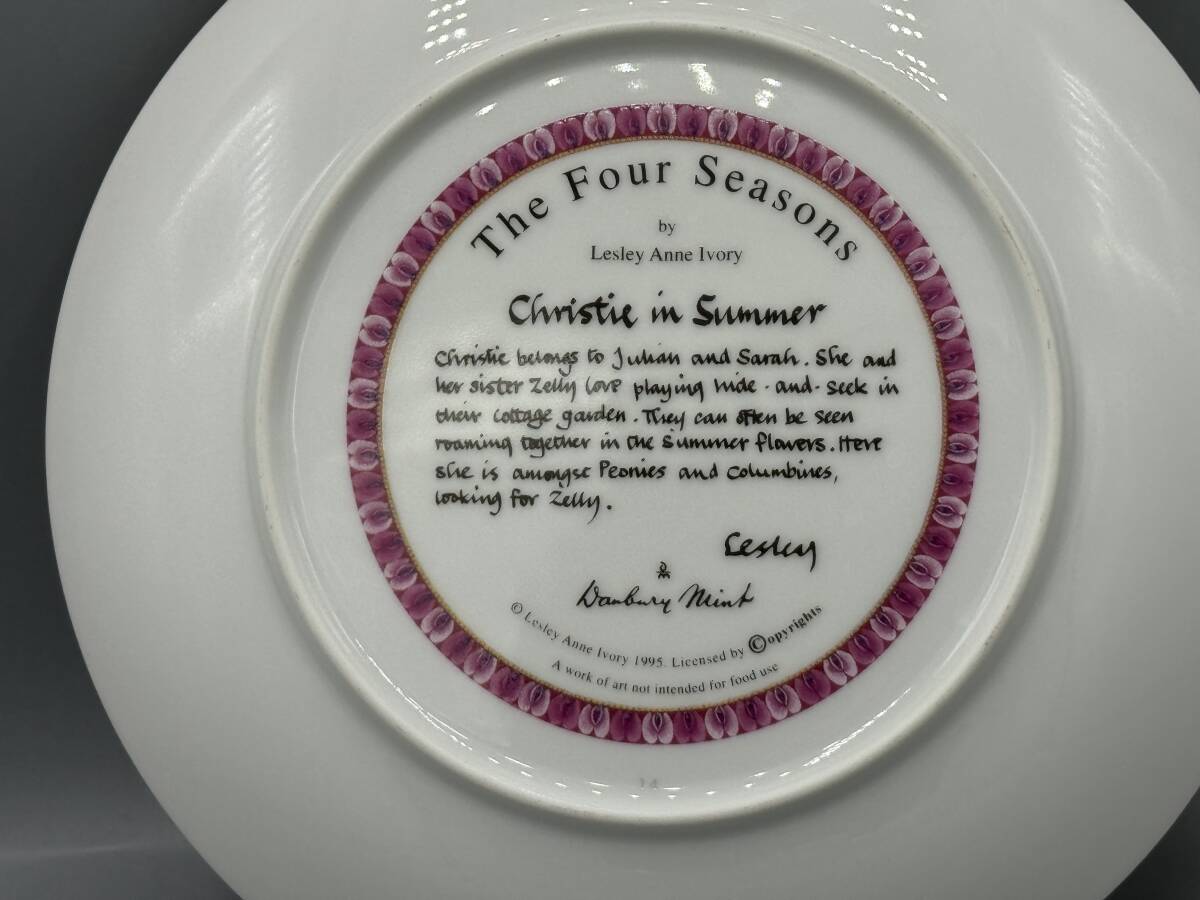 The Four Seasons
by
Lesley Anne Ivory
Christie in Summer
Christie belongs to Julian and Sarah. She and
her sister Zelly love playing hide-and-seek in
their cottage garden. They can often be seen
roaming together in the Summer flowers. Here
she is amongst Peonies and Columbines,
looking for Zelly.
Lesley
Danbury Mint
© Lesley Anne Ivory 1995. Licensed by ©opyrights
A work of art not intended for food use
14